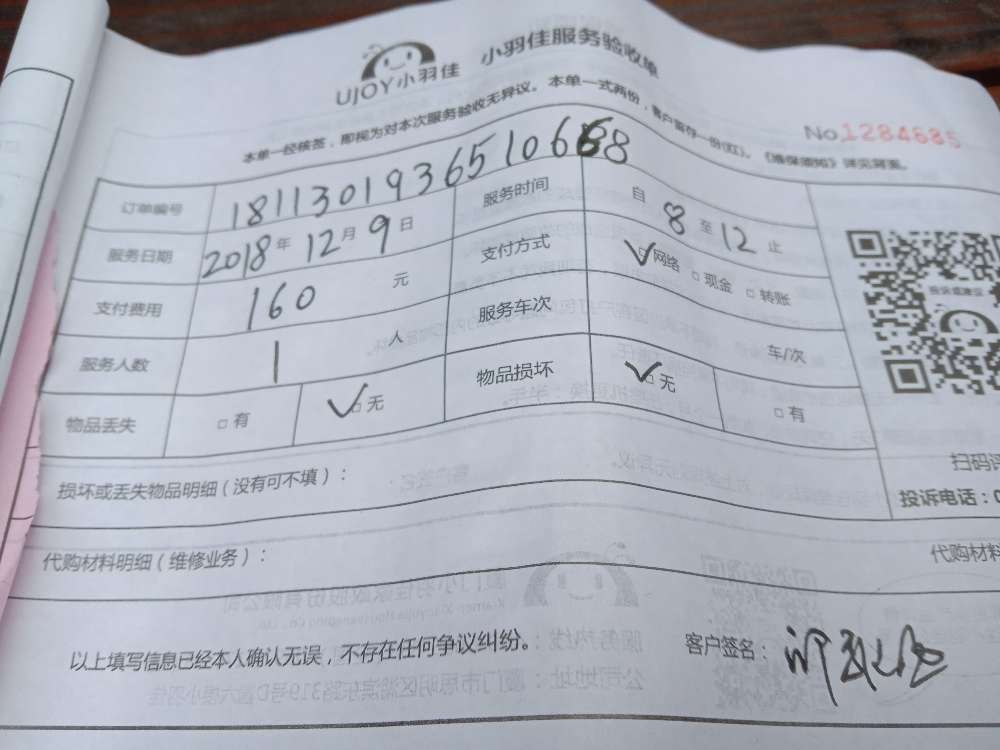 UJOY小羽佳 小羽佳服务验收单
No.1284685
本单一经核签，即视为对本次服务验收无异议。本单一式两份，客户留存一份(红)。《维保须知》详见背面。
订单编号 服务时间 自 8 至 12 止
服务日期 2018 年 12 月 9 日 支付方式 ☑网络 □现金 □转账
支付费用 160 元 服务车次 车/次
服务人数 1 人 物品损坏 ☑无 □有
物品丢失 □有 ☑无
损坏或丢失物品明细（没有可不填）：
扫码评
投诉电话：0
代购材料明细（维修业务）： 代购材料
以上填写信息已经本人确认无误，不存在任何争议纠纷。 客户签名：